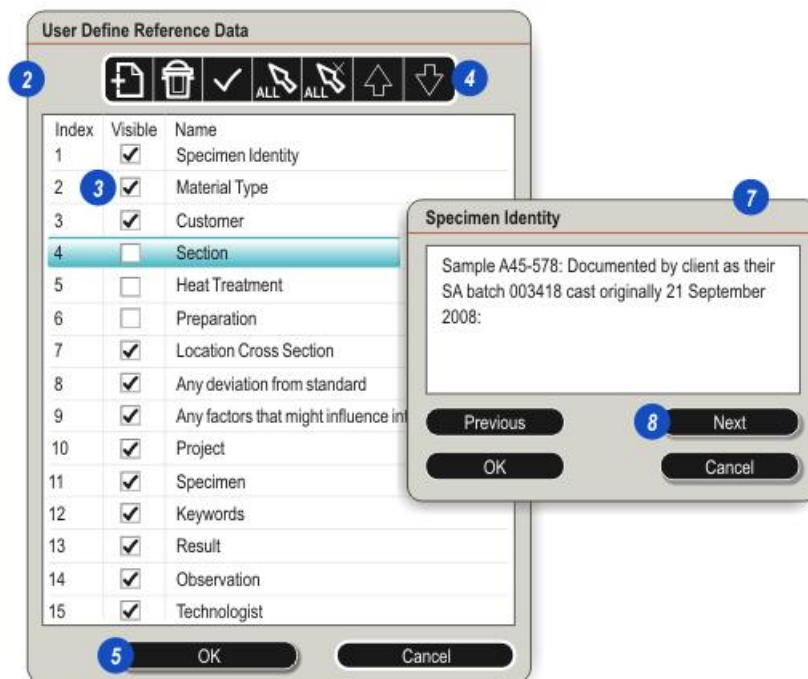 User Define Reference Data
2
ALL ALL
4
Index Visible Name
1 Specimen Identity
2 3 Material Type
3 Customer
4 Section
5 Heat Treatment
6 Preparation
7 Location Cross Section
8 Any deviation from standard
9 Any factors that might influence
10 Project
11 Specimen
12 Keywords
13 Result
14 Observation
15 Technologist
5 OK Cancel
7
Specimen Identity
Sample A45-578: Documented by client as their
SA batch 003418 cast originally 21 September
2008:
Previous 8 Next
OK Cancel